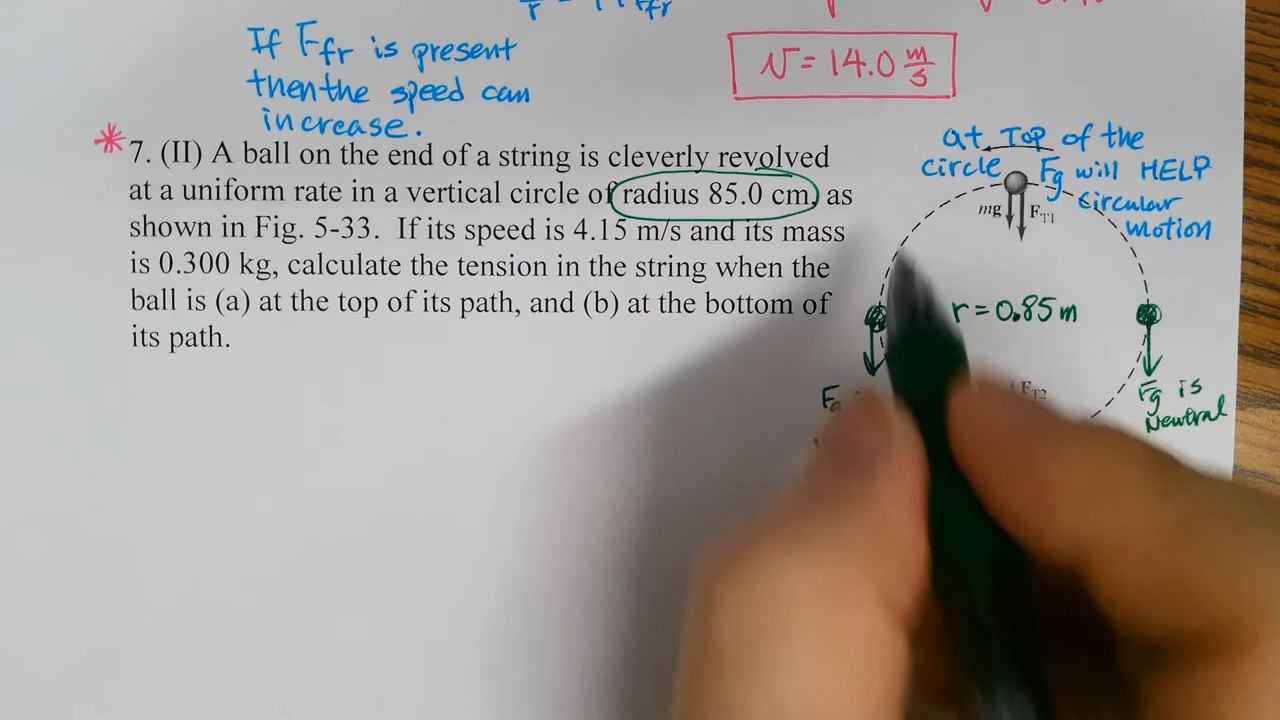 If Ffr is present
then the speed can
increase.
v = 14.0 m/s
* 7. (II) A ball on the end of a string is cleverly revolved
at a uniform rate in a vertical circle of radius 85.0 cm, as
shown in Fig. 5-33. If its speed is 4.15 m/s and its mass
is 0.300 kg, calculate the tension in the string when the
ball is (a) at the top of its path, and (b) at the bottom of
its path.
at TOP of the
circle Fg will HELP
circular
motion
mg FT1
r = 0.85 m
FT2
Fg
Fg is
Neutral